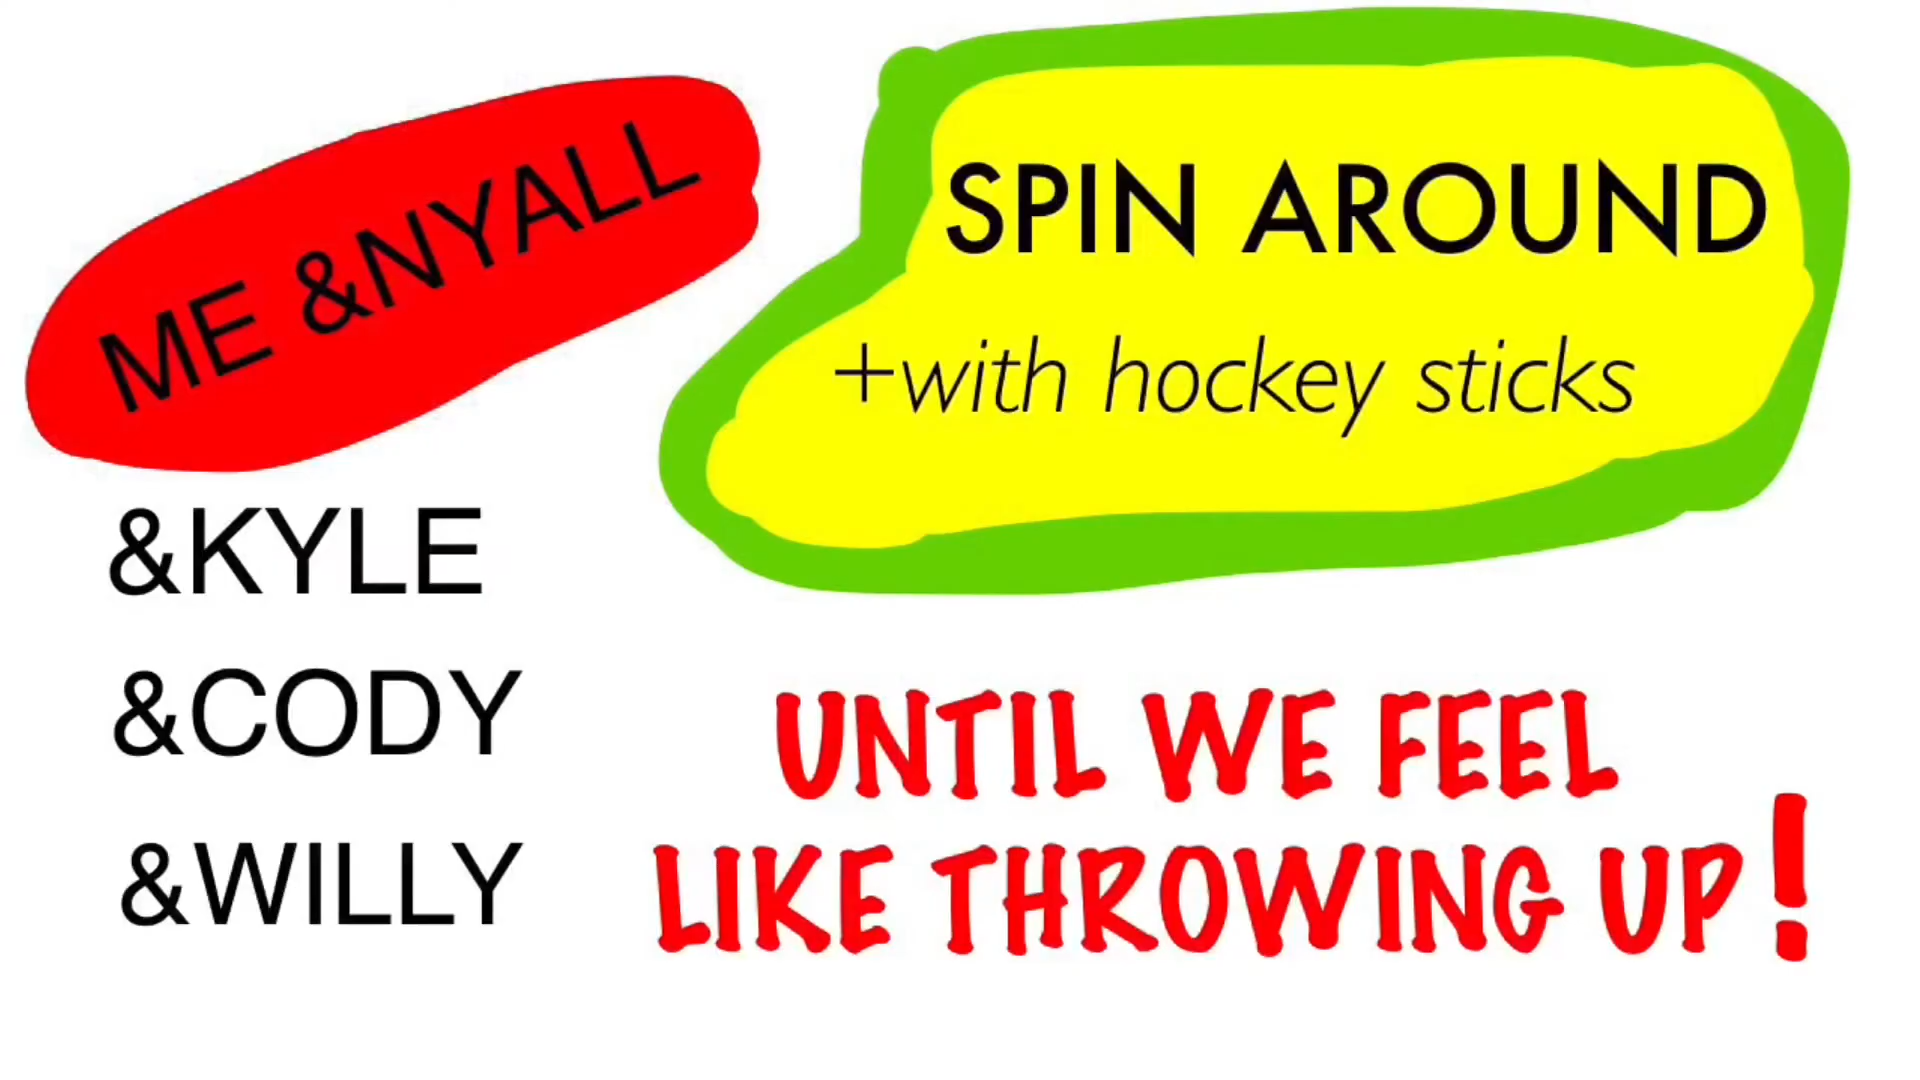 ME &NYALL
&KYLE
&CODY
&WILLY
SPIN AROUND
+with hockey sticks
UNTIL WE FEEL
LIKE THROWING UP!